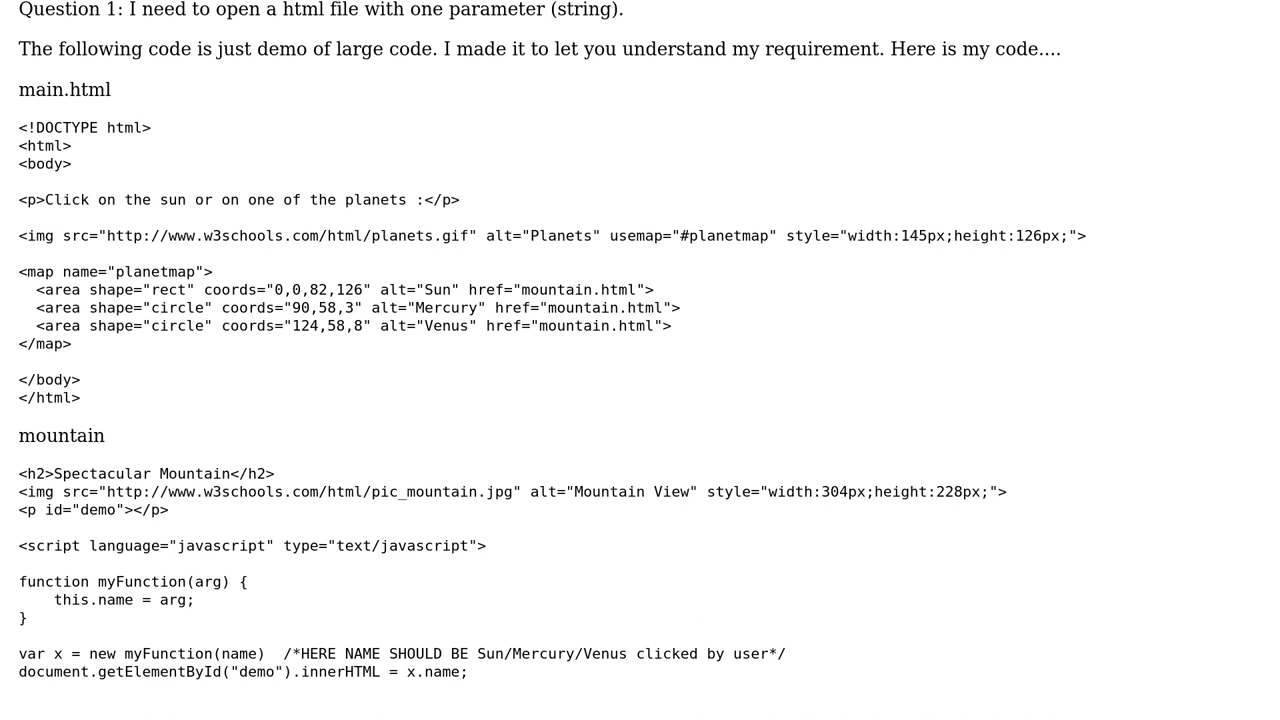 Question 1: I need to open a html file with one parameter (string).
The following code is just demo of large code. I made it to let you understand my requirement. Here is my code....
main.html
<!DOCTYPE html>
<html>
<body>
<p>Click on the sun or on one of the planets :</p>
<img src="http://www.w3schools.com/html/planets.gif" alt="Planets" usemap="#planetmap" style="width:145px;height:126px;">
<map name="planetmap">
  <area shape="rect" coords="0,0,82,126" alt="Sun" href="mountain.html">
  <area shape="circle" coords="90,58,3" alt="Mercury" href="mountain.html">
  <area shape="circle" coords="124,58,8" alt="Venus" href="mountain.html">
</map>
</body>
</html>
mountain
<h2>Spectacular Mountain</h2>
<img src="http://www.w3schools.com/html/pic_mountain.jpg" alt="Mountain View" style="width:304px;height:228px;">
<p id="demo"></p>
<script language="javascript" type="text/javascript">
function myFunction(arg) {
    this.name = arg;
}
var x = new myFunction(name)  /*HERE NAME SHOULD BE Sun/Mercury/Venus clicked by user*/
document.getElementById("demo").innerHTML = x.name;